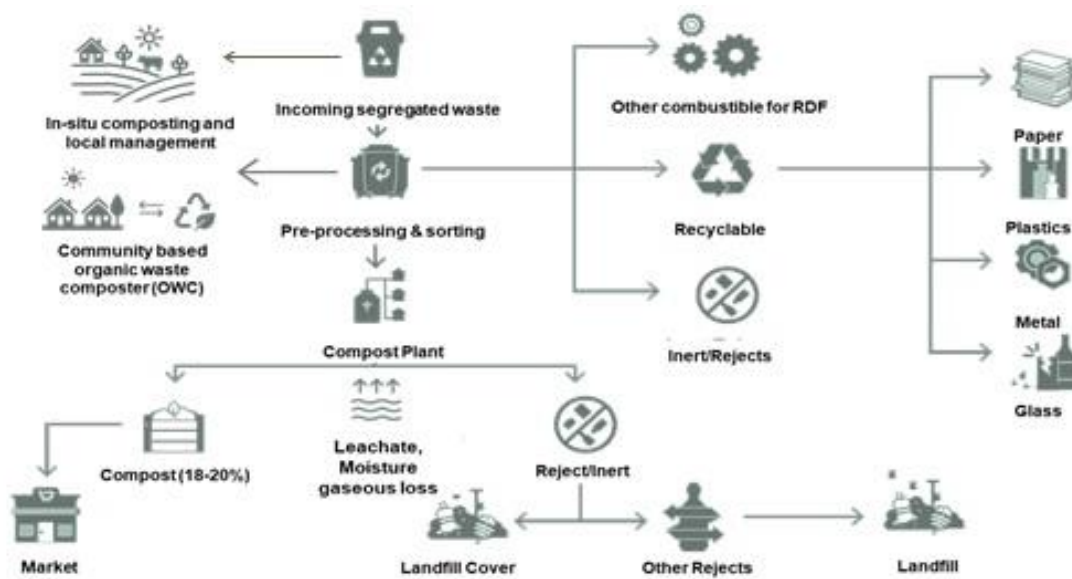 In-situ composting and
local management
Incoming segregated waste
Other combustible for RDF
Paper
Pre-processing & sorting
Recyclable
Plastics
Community based
organic waste
composter (OWC)
Metal
Compost Plant
Inert/Rejects
Glass
Compost (18-20%)
Leachate,
Moisture
gaseous loss
Reject/Inert
Market
Landfill Cover
Other Rejects
Landfill